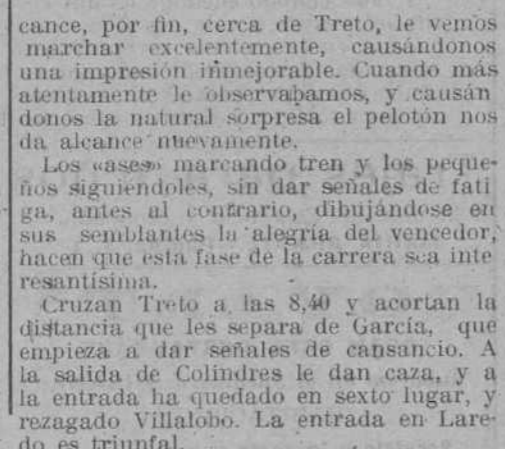 cance, por fin, cerca de Treto, le vemos
marchar excelentemente, causándonos
una impresión inmejorable. Cuando más
atentamente le observabamos, y causán
donos la natural sorpresa el pelotón nos
da alcance nuevamente.
Los «ases» marcando tren y los peque-
ños siguiéndoles, sin dar señales de fati
ga, antes al contrario, dibujándose en
sus semblantes la alegría del vencedor,
hacen que esta fase de la carrera sea inte
resantísima.
Cruzan Treto a las 8,40 y acortan la
distancia que les separa de García, que
empieza a dar señales de cansancio. A
la salida de Colindres le dan caza, y a
la entrada ha quedado en sexto lugar, y
rezagado Villalobo. La entrada en Lare-
do es triunfal.